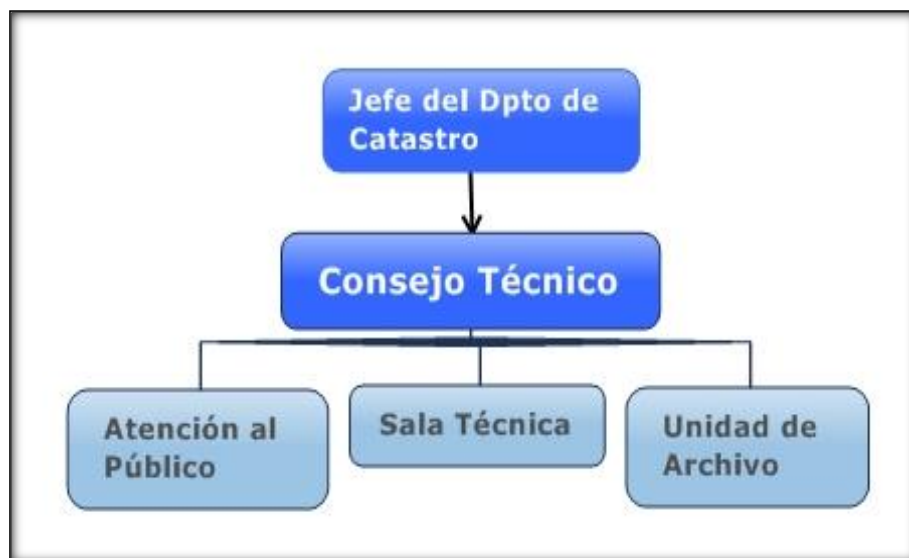 Jefe del Dpto de
Catastro
Consejo Técnico
Atención al
Público
Sala Técnica
Unidad de
Archivo